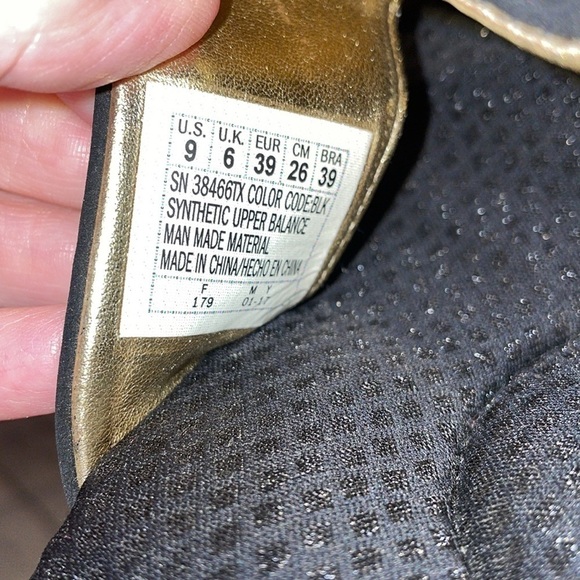 U.S. U.K. EUR CM BRA
9 6 39 26 39
SN 38466TX COLOR CODE:BLK
SYNTHETIC UPPER BALANCE
MAN MADE MATERIAL
MADE IN CHINA/HECHO EN CHINA
F M Y
179 01-17